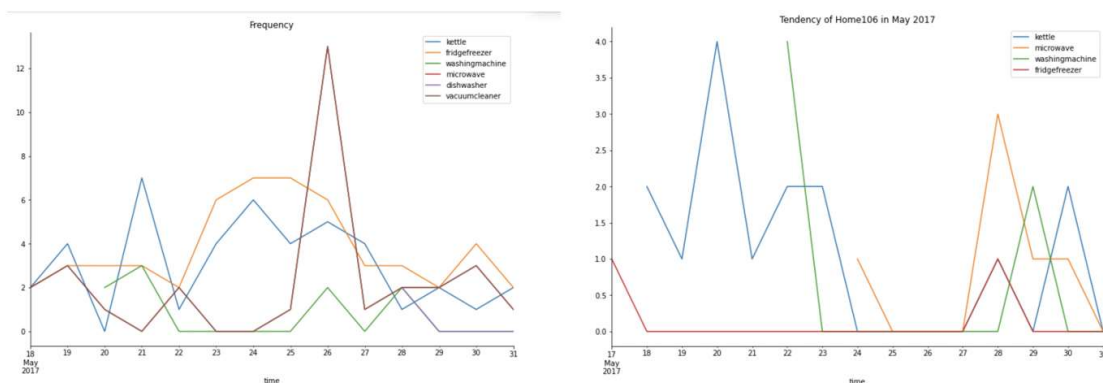 Frequency
kettle
fridgefreezer
washingmachine
microwave
dishwasher
vacuumcleaner
12
10
8
6
4
2
0
18 19 20 21 22 23 24 25 26 27 28 29 30 31
May
2017
time
Tendency of Home106 in May 2017
kettle
microwave
washingmachine
fridgefreezer
4.0
3.5
3.0
2.5
2.0
1.5
1.0
0.5
0.0
17 18 19 20 21 22 23 24 25 26 27 28 29 30
May
2017
time